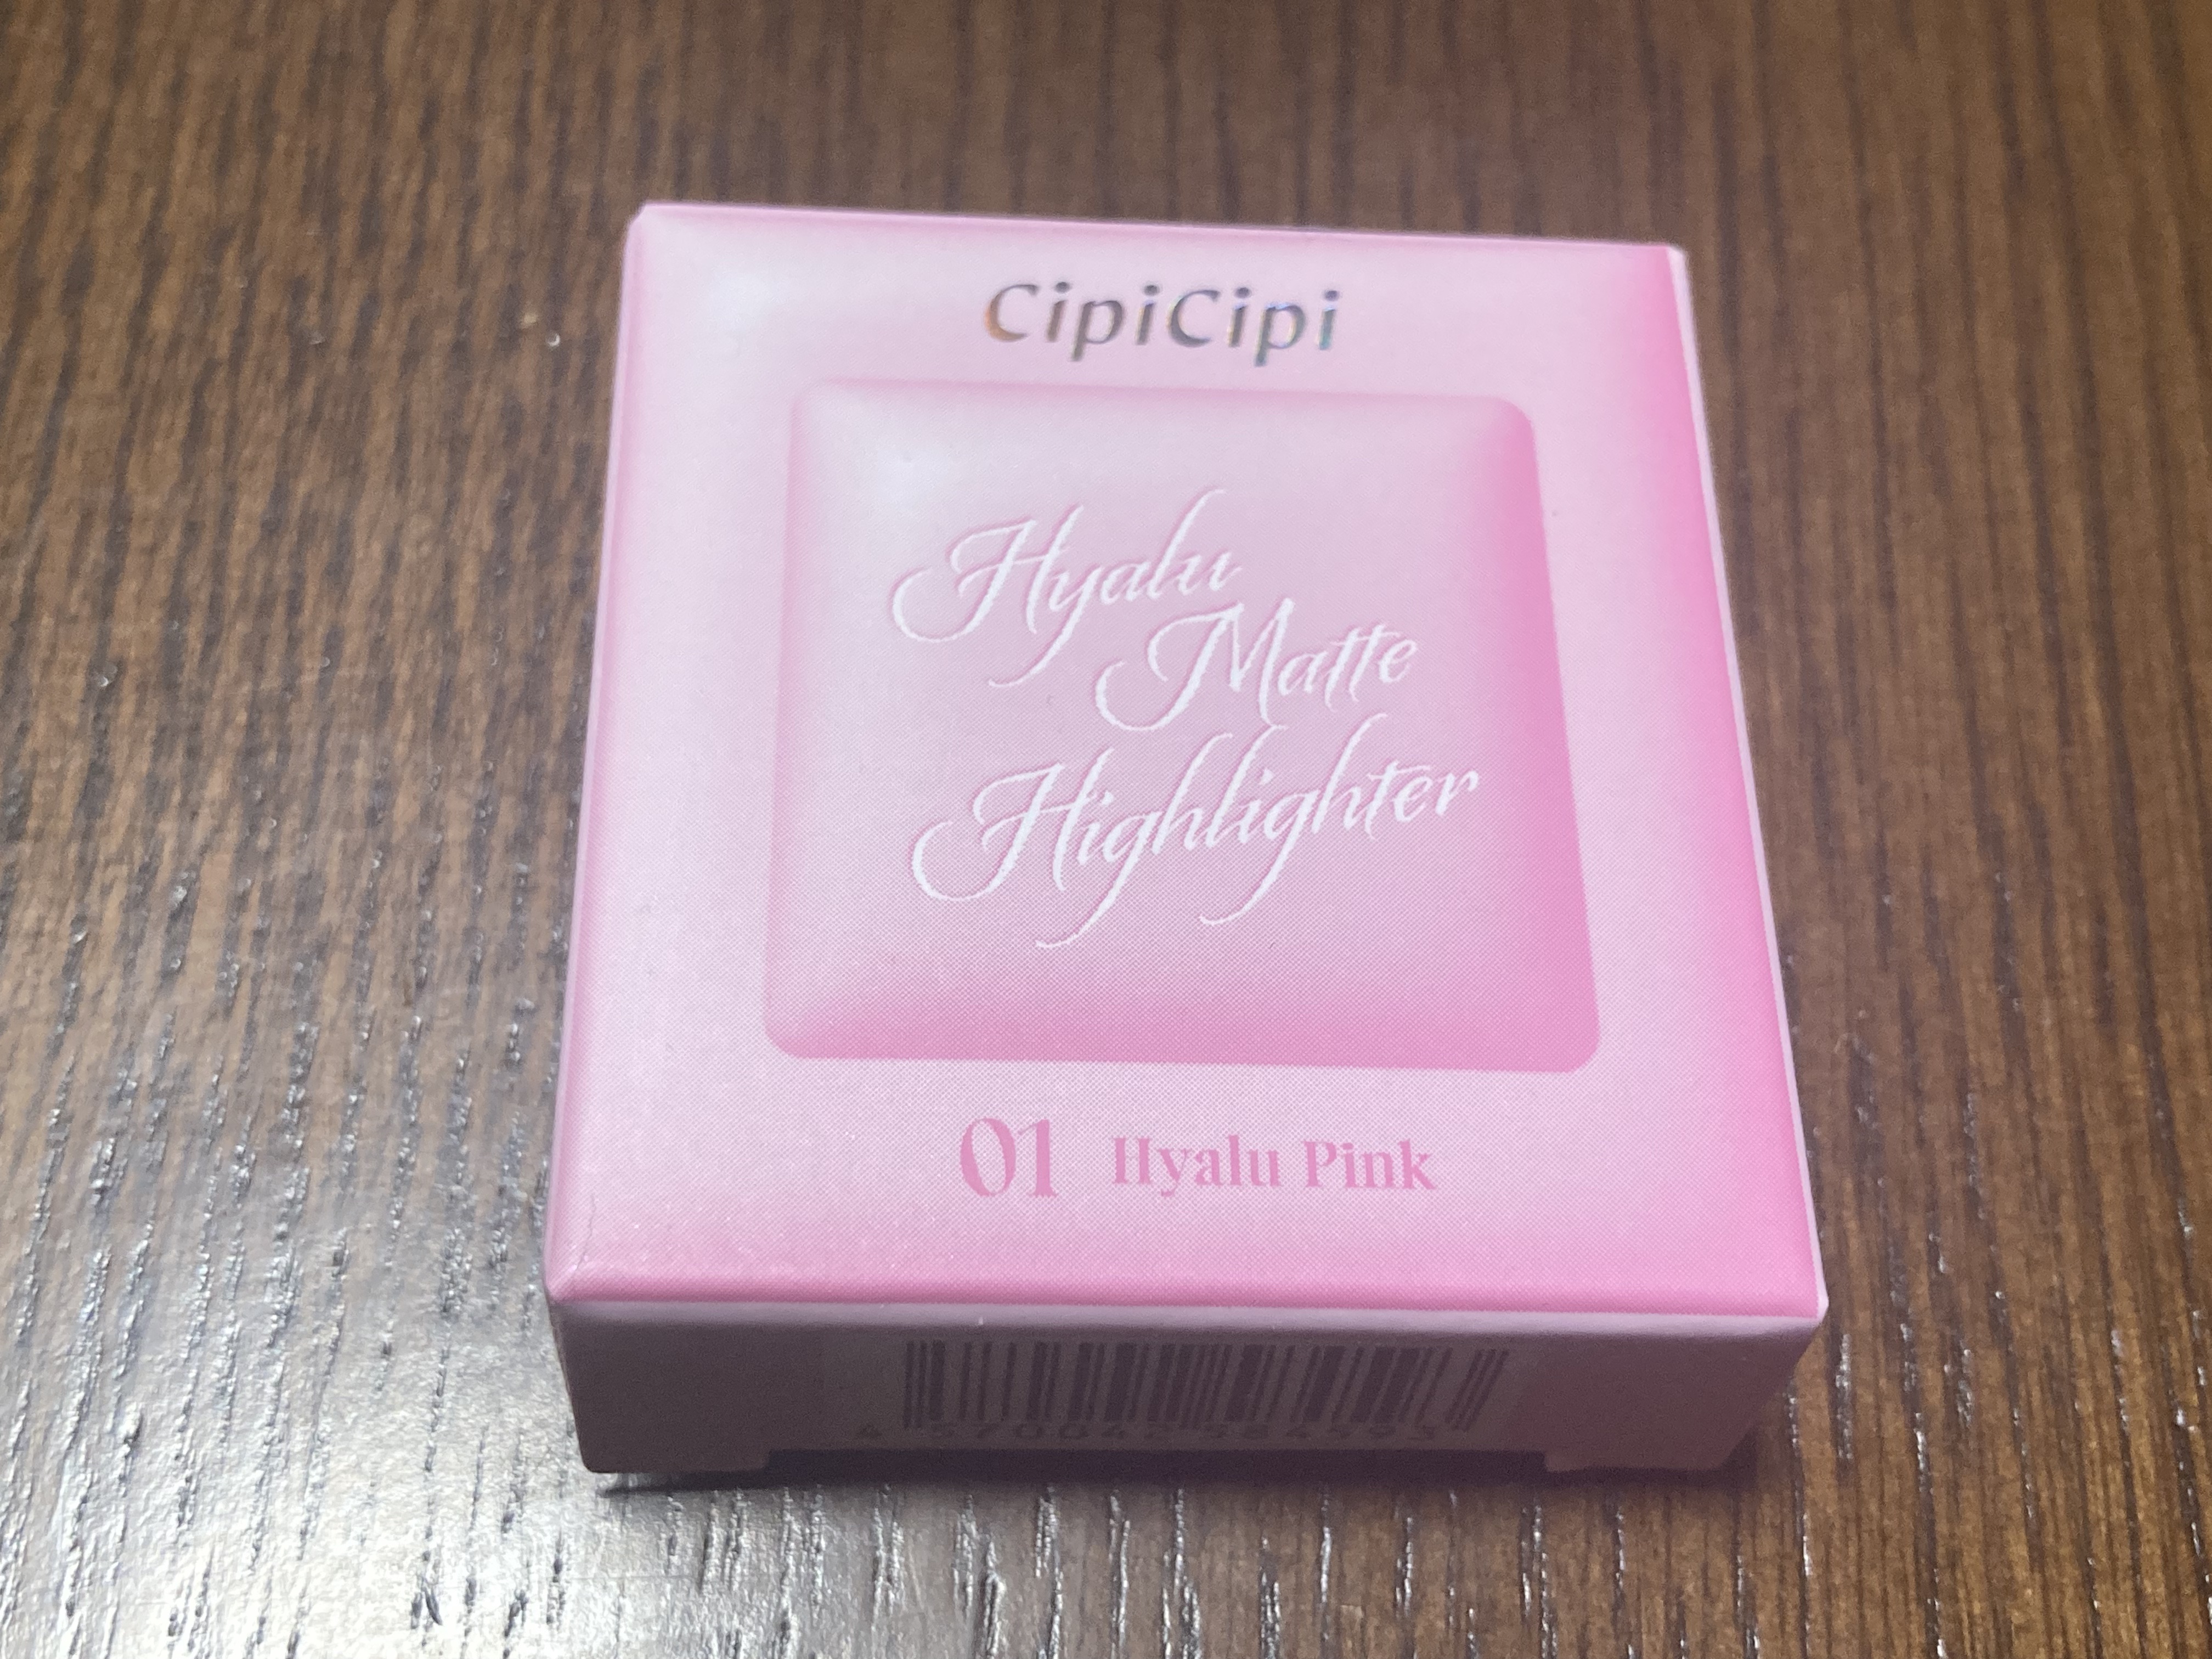 CipiCipi
Hyalu
Matte
Highlighter
01 Hyalu Pink